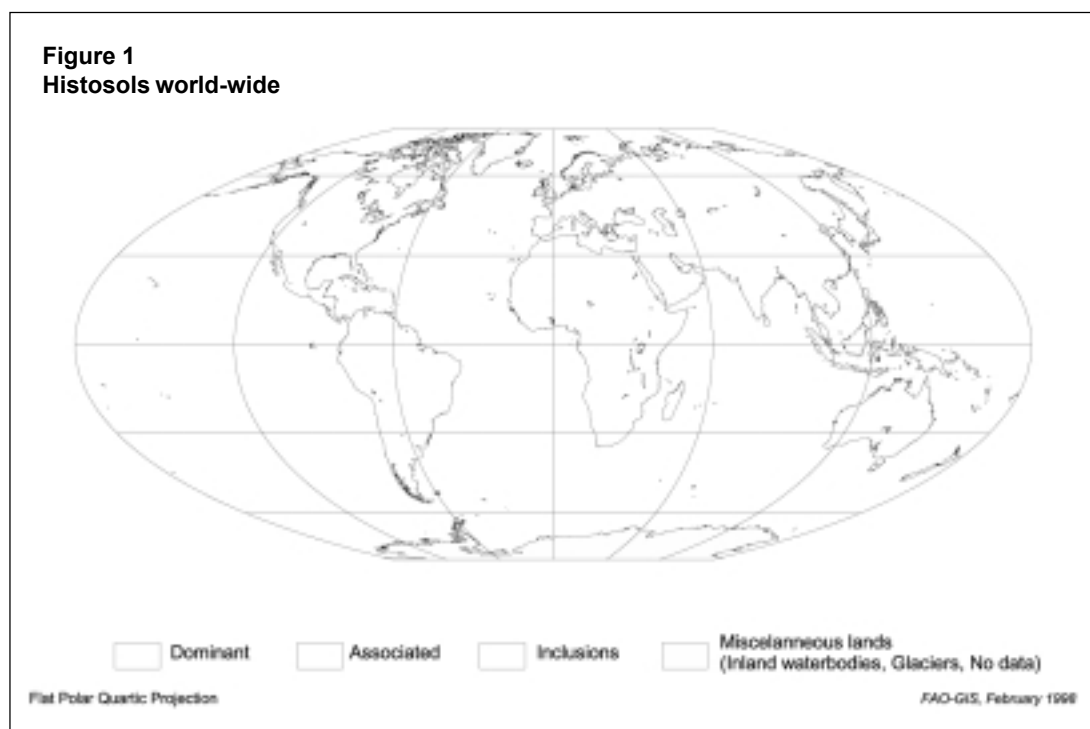 Figure 1
Histosols world-wide
Dominant
Associated
Inclusions
Miscelanneous lands
(Inland waterbodies, Glaciers, No data)
Flat Polar Quartic Projection
FAO-GIS, February 1998